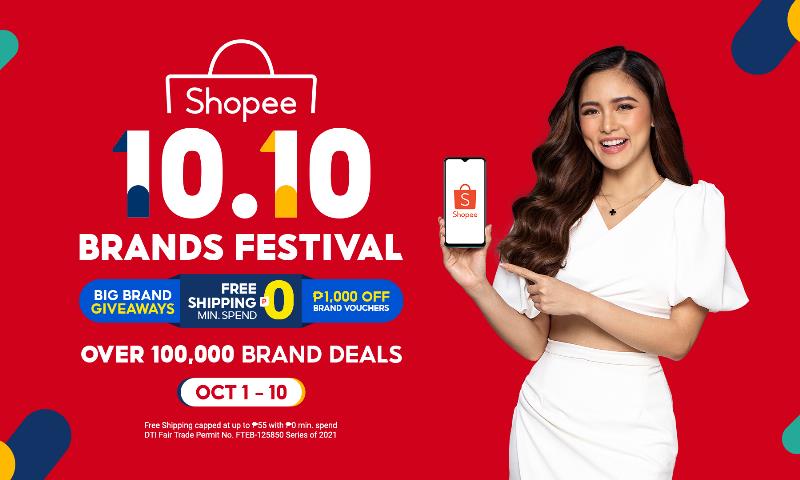 Shopee
10.10
BRANDS FESTIVAL
BIG BRAND
GIVEAWAYS
FREE
SHIPPING
MIN. SPEND
₱0
₱1,000 OFF
BRAND VOUCHERS
OVER 100,000 BRAND DEALS
OCT 1 - 10
Free Shipping capped at up to ₱55 with ₱0 min. spend
DTI Fair Trade Permit No. FTEB-125850 Series of 2021
S
Shopee